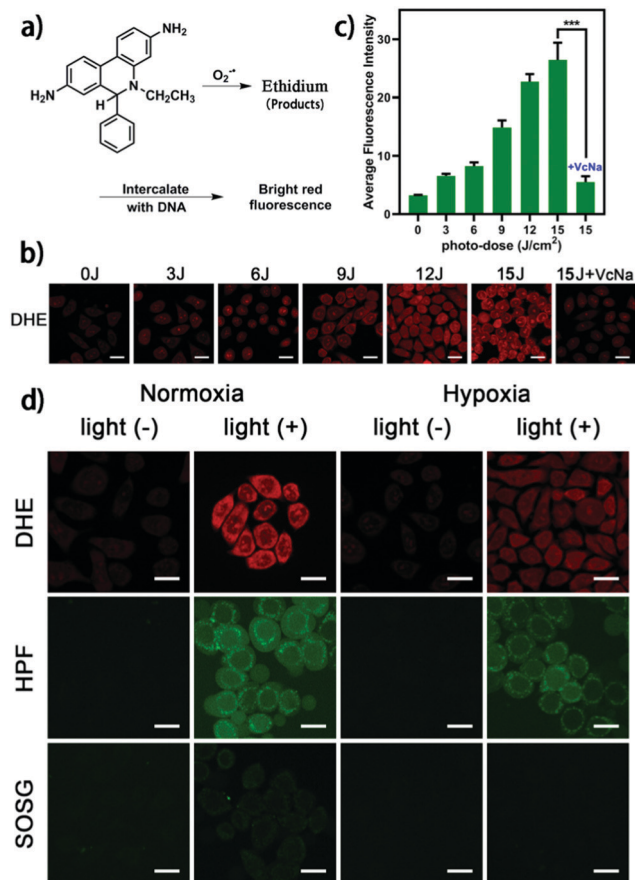 a)
NH₂
H₂N
H
N
CH₂CH₃
O₂⁻•
Ethidium
(Products)
Intercalate
with DNA
Bright red
fluorescence
c)
Average Fluorescence Intensity
30
20
10
0
***
+VcNa
0 3 6 9 12 15 15
photo-dose (J/cm²)
b)
0J 3J 6J 9J 12J 15J 15J+VcNa
DHE
d)
Normoxia Hypoxia
light (-) light (+) light (-) light (+)
DHE
HPF
SOSG